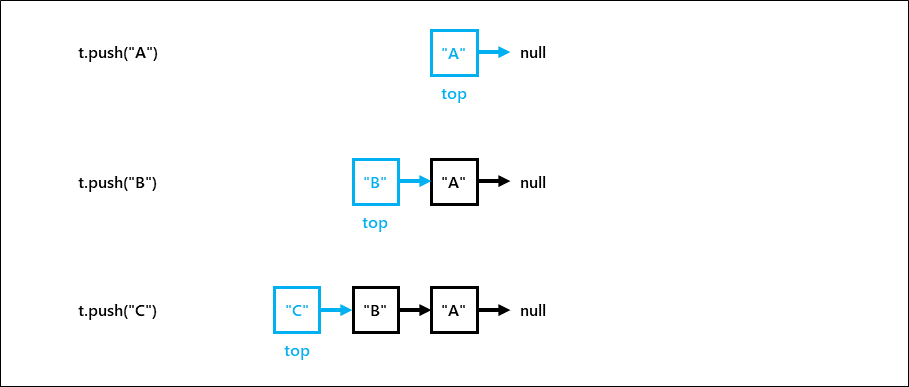 t.push("A") "A" null
top
t.push("B") "B" "A" null
top
t.push("C") "C" "B" "A" null
top